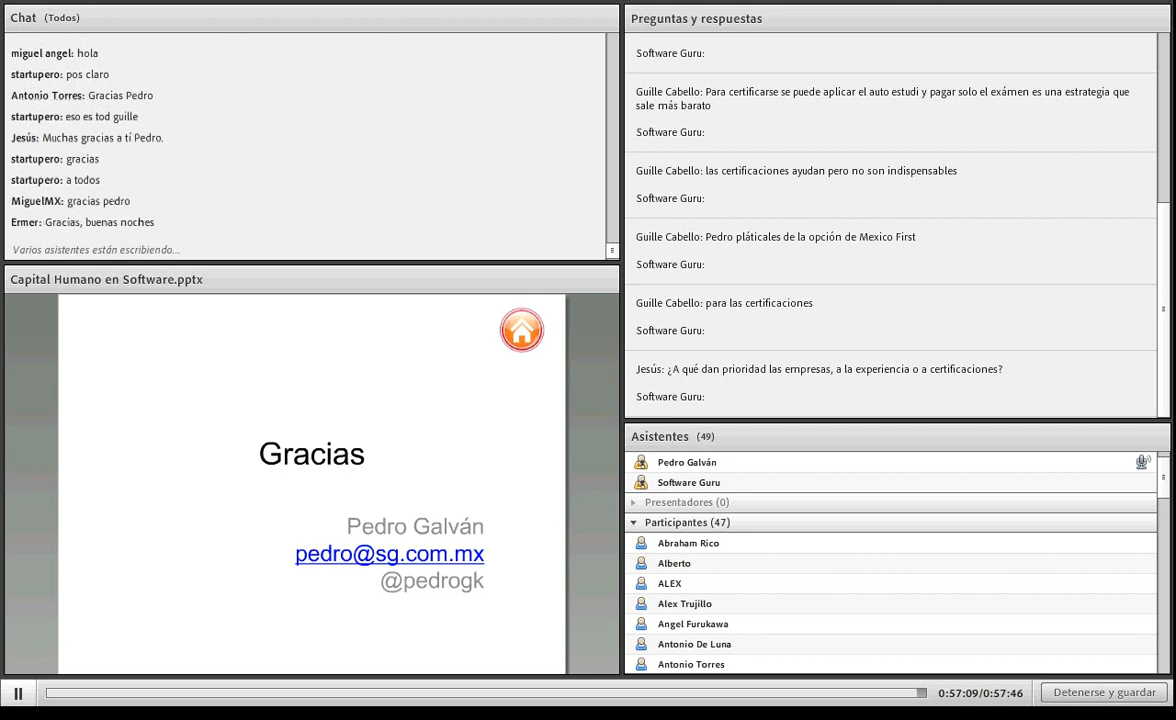 Chat (Todos)
miguel angel: hola
startupero: pos claro
Antonio Torres: Gracias Pedro
startupero: eso es tod guille
Jesús: Muchas gracias a tí Pedro.
startupero: gracias
startupero: a todos
MiguelMX: gracias pedro
Ermer: Gracias, buenas noches
Varios asistentes están escribiendo...
Capital Humano en Software.pptx
Gracias
Pedro Galván
pedro@sg.com.mx
@pedrogk
Preguntas y respuestas
Software Guru:
Guille Cabello: Para certificarse se puede aplicar el auto estudi y pagar solo el exámen es una estrategia que
sale más barato
Software Guru:
Guille Cabello: las certificaciones ayudan pero no son indispensables
Software Guru:
Guille Cabello: Pedro pláticales de la opción de Mexico First
Software Guru:
Guille Cabello: para las certificaciones
Software Guru:
Jesús: ¿A qué dan prioridad las empresas, a la experiencia o a certificaciones?
Software Guru:
Asistentes (49)
Pedro Galván
Software Guru
Presentadores (0)
Participantes (47)
Abraham Rico
Alberto
ALEX
Alex Trujillo
Angel Furukawa
Antonio De Luna
Antonio Torres
0:57:09/0:57:46
Detenerse y guardar